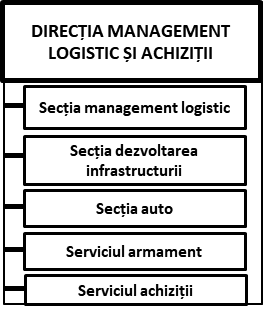 DIRECȚIA MANAGEMENT
LOGISTIC ȘI ACHIZIȚII
Secția management logistic
Secția dezvoltarea
infrastructurii
Secția auto
Serviciul armament
Serviciul achiziții